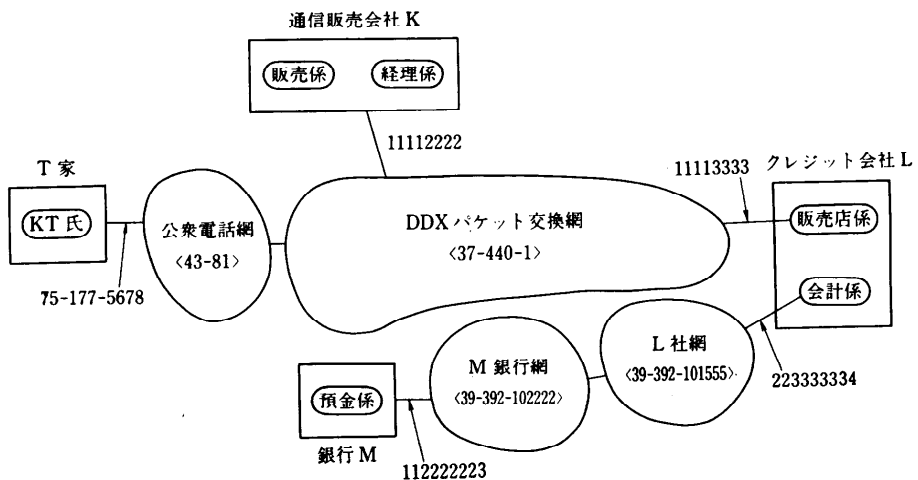 通信販売会社 K
販売係
経理係
11112222
T 家
KT 氏
75-177-5678
公衆電話網
<43-81>
DDX パケット交換網
<37-440-1>
11113333
クレジット会社 L
販売店係
会計係
223333334
L 社網
<39-392-101555>
M 銀行網
<39-392-102222>
預金係
銀行 M
112222223